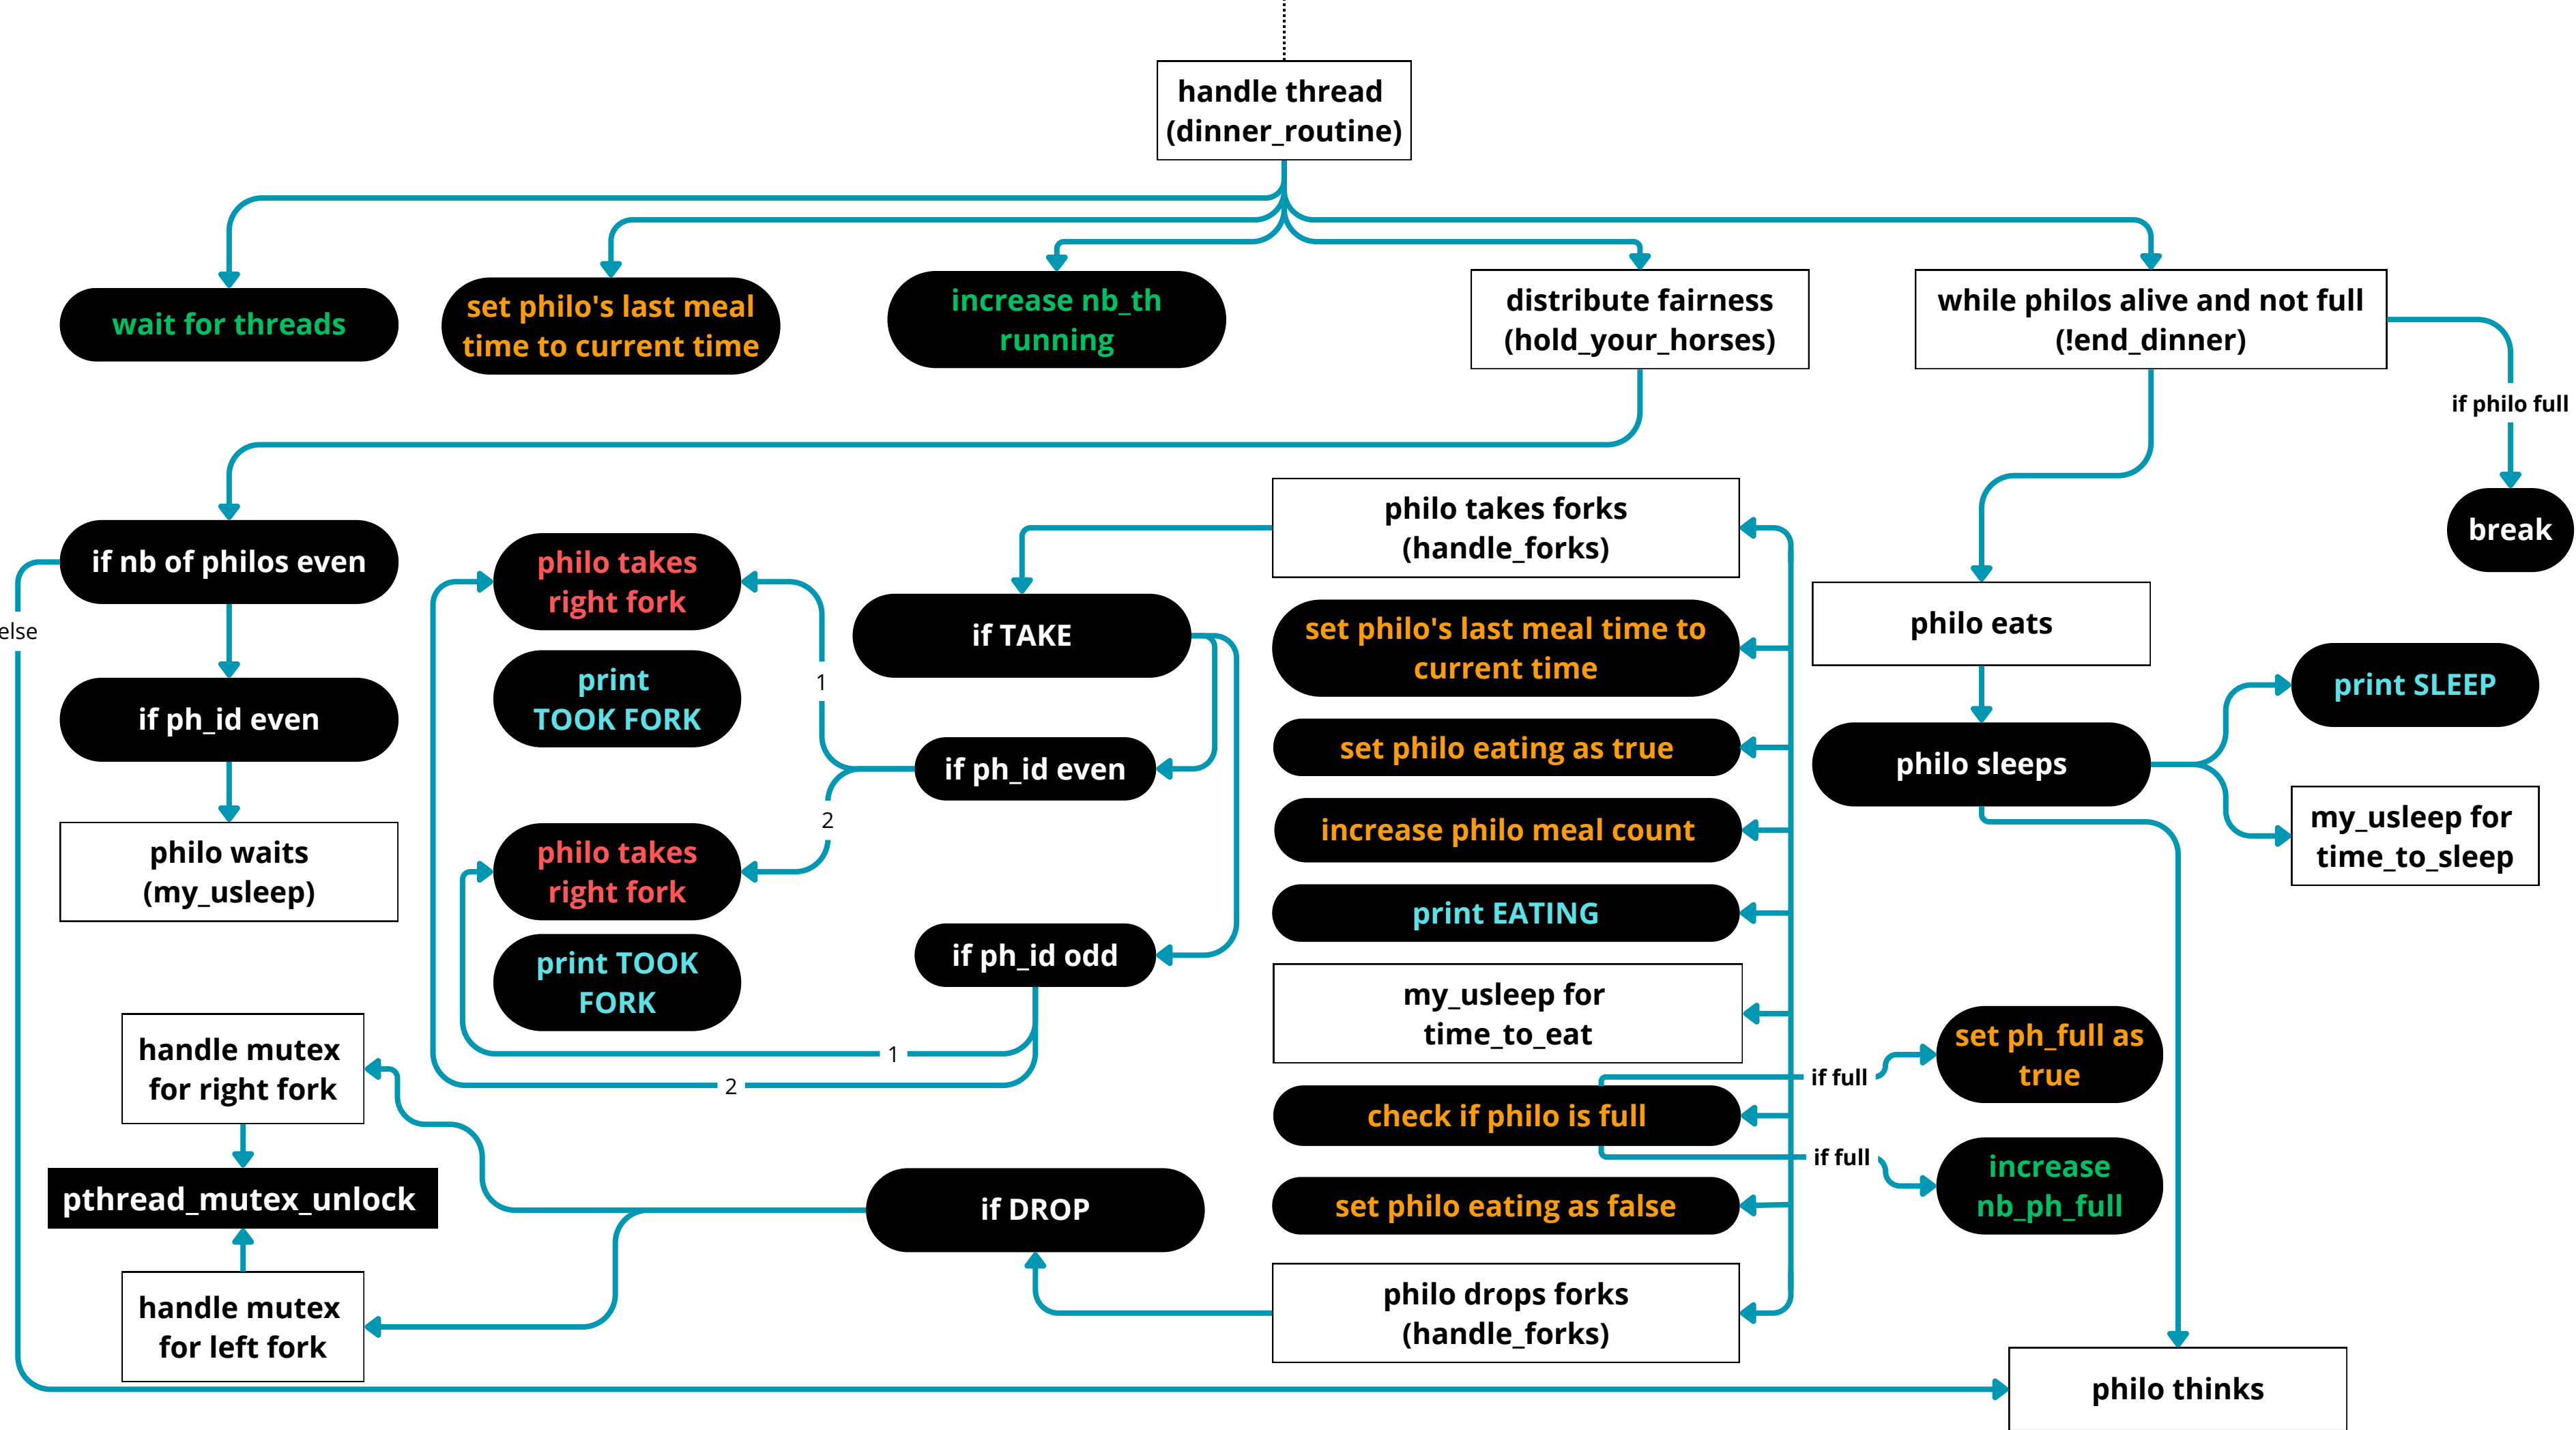 handle thread
(dinner_routine)
wait for threads
set philo's last meal
time to current time
increase nb_th
running
distribute fairness
(hold_your_horses)
while philos alive and not full
(!end_dinner)
if philo full
break
if nb of philos even
else
if ph_id even
philo waits
(my_usleep)
philo takes
right fork
print
TOOK FORK
philo takes
right fork
print TOOK
FORK
1
2
if TAKE
if ph_id even
if ph_id odd
1
2
philo takes forks
(handle_forks)
set philo's last meal time to
current time
set philo eating as true
increase philo meal count
print EATING
my_usleep for
time_to_eat
check if philo is full
set philo eating as false
philo drops forks
(handle_forks)
if full
set ph_full as
true
if full
increase
nb_ph_full
philo eats
philo sleeps
print SLEEP
my_usleep for
time_to_sleep
handle mutex
for right fork
pthread_mutex_unlock
handle mutex
for left fork
if DROP
philo thinks